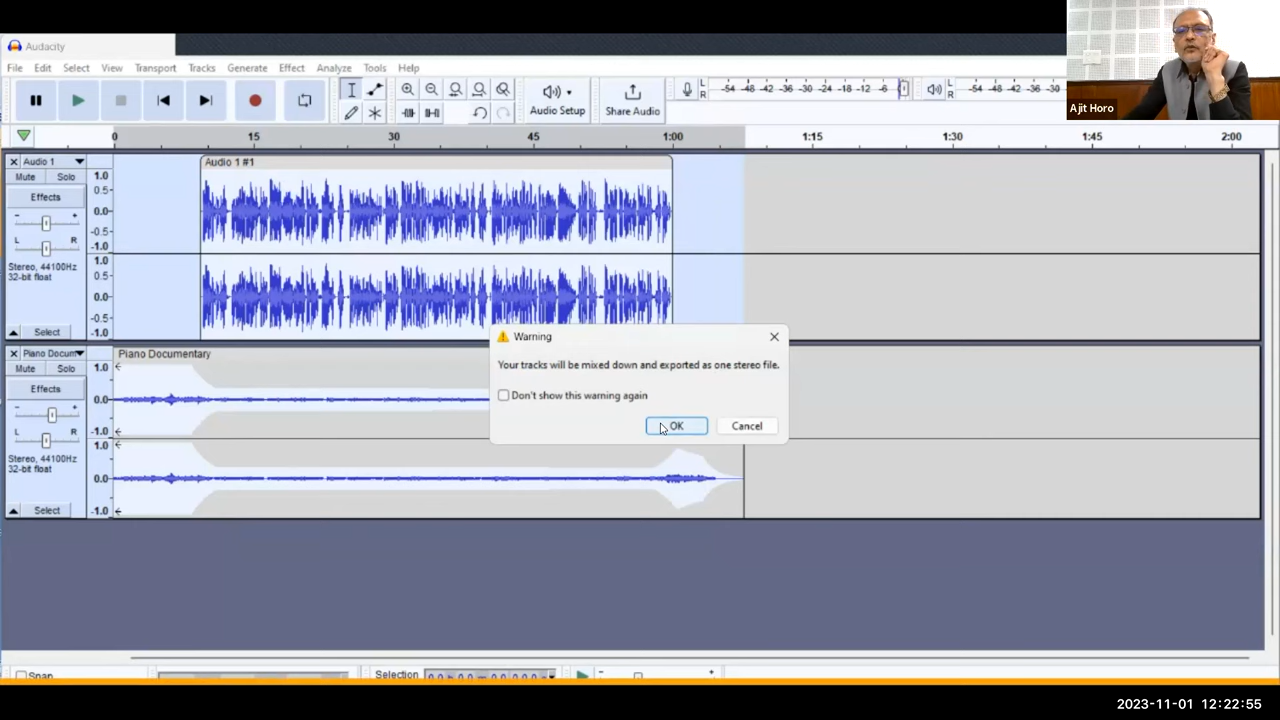 Audacity
File Edit Select View Transport Tracks Generate Effect Analyze Tools Help
Audio Setup
Share Audio
L
R
-54 -48 -42 -36 -30 -24 -18 -12 -6
L
R
-54 -48 -42 -36 -30
Ajit Horo
0 15 30 45 1:00 1:15 1:30 1:45 2:00
Audio 1
Mute Solo
Effects
- +
L R
Stereo, 44100Hz
32-bit float
Select
1.0
0.5
0.0
-0.5
-1.0
1.0
0.5
0.0
-0.5
-1.0
Audio 1 #1
Piano Docum
Mute Solo
Effects
- +
L R
Stereo, 44100Hz
32-bit float
Select
1.0
0.0
-1.0
1.0
0.0
-1.0
Piano Documentary
Warning
Your tracks will be mixed down and exported as one stereo file.
Don't show this warning again
OK Cancel
Snap
Selection
- +
2023-11-01 12:22:55